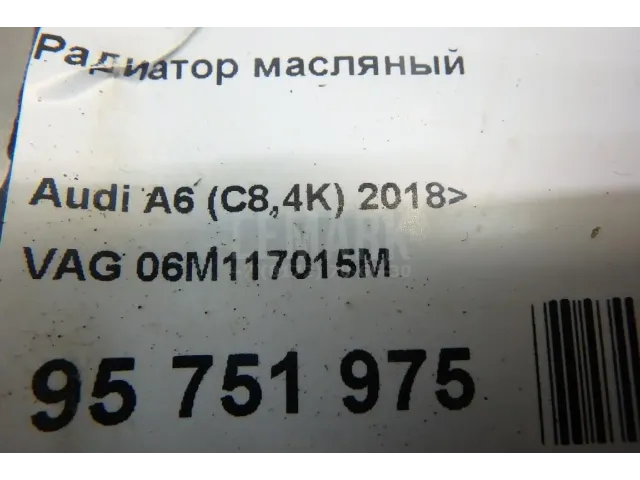 Радиатор масляный
Audi A6 (C8,4K) 2018>
VAG 06M117015M
95 751 975